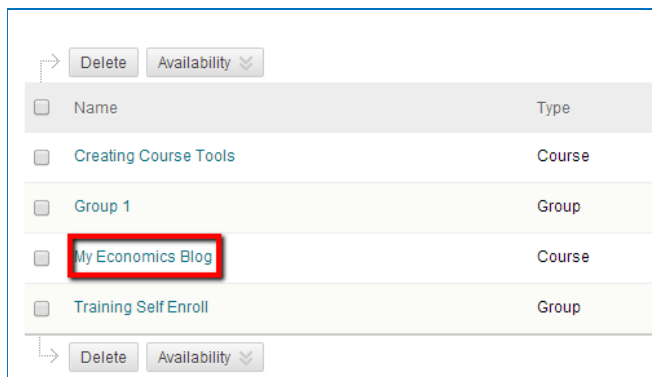 Delete Availability
Name Type
Creating Course Tools Course
Group 1 Group
My Economics Blog Course
Training Self Enroll Group
Delete Availability